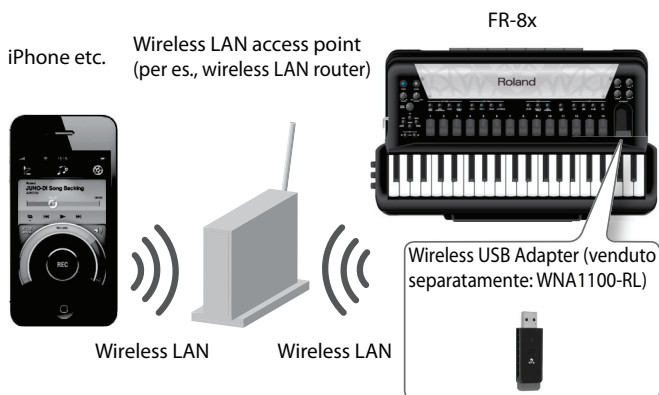 FR-8x
iPhone etc.
Wireless LAN access point
(per es., wireless LAN router)
Roland
JUNO-Di Song Backing
REC
Wireless LAN
Wireless LAN
Wireless USB Adapter (venduto
separatamente: WNA1100-RL)